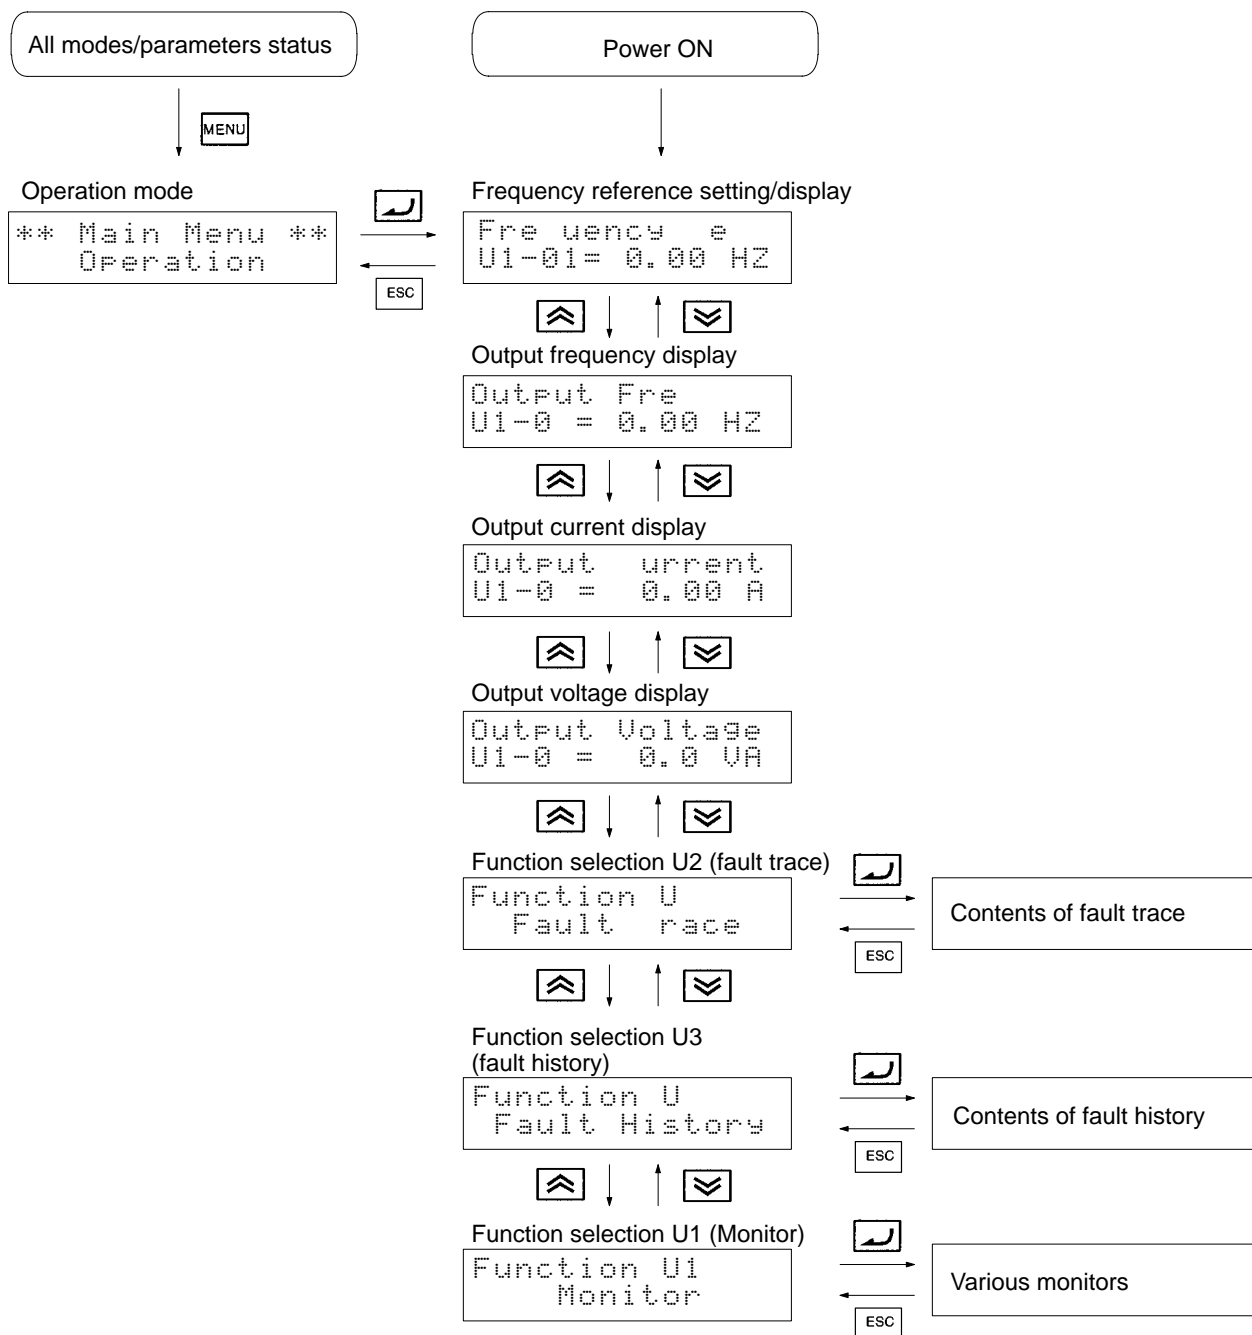 All modes/parameters status
Power ON
MENU
Operation mode
** Main Menu **
Operation
ESC
Frequency reference setting/display
Fre uency e
U1-01= 0.00 HZ
Output frequency display
Output Fre
U1-0 = 0.00 HZ
Output current display
Output urrent
U1-0 = 0.00 A
Output voltage display
Output Voltage
U1-0 = 0.0 VA
Function selection U2 (fault trace)
Function U
Fault race
ESC
Contents of fault trace
Function selection U3
(fault history)
Function U
Fault History
ESC
Contents of fault history
Function selection U1 (Monitor)
Function U1
Monitor
ESC
Various monitors